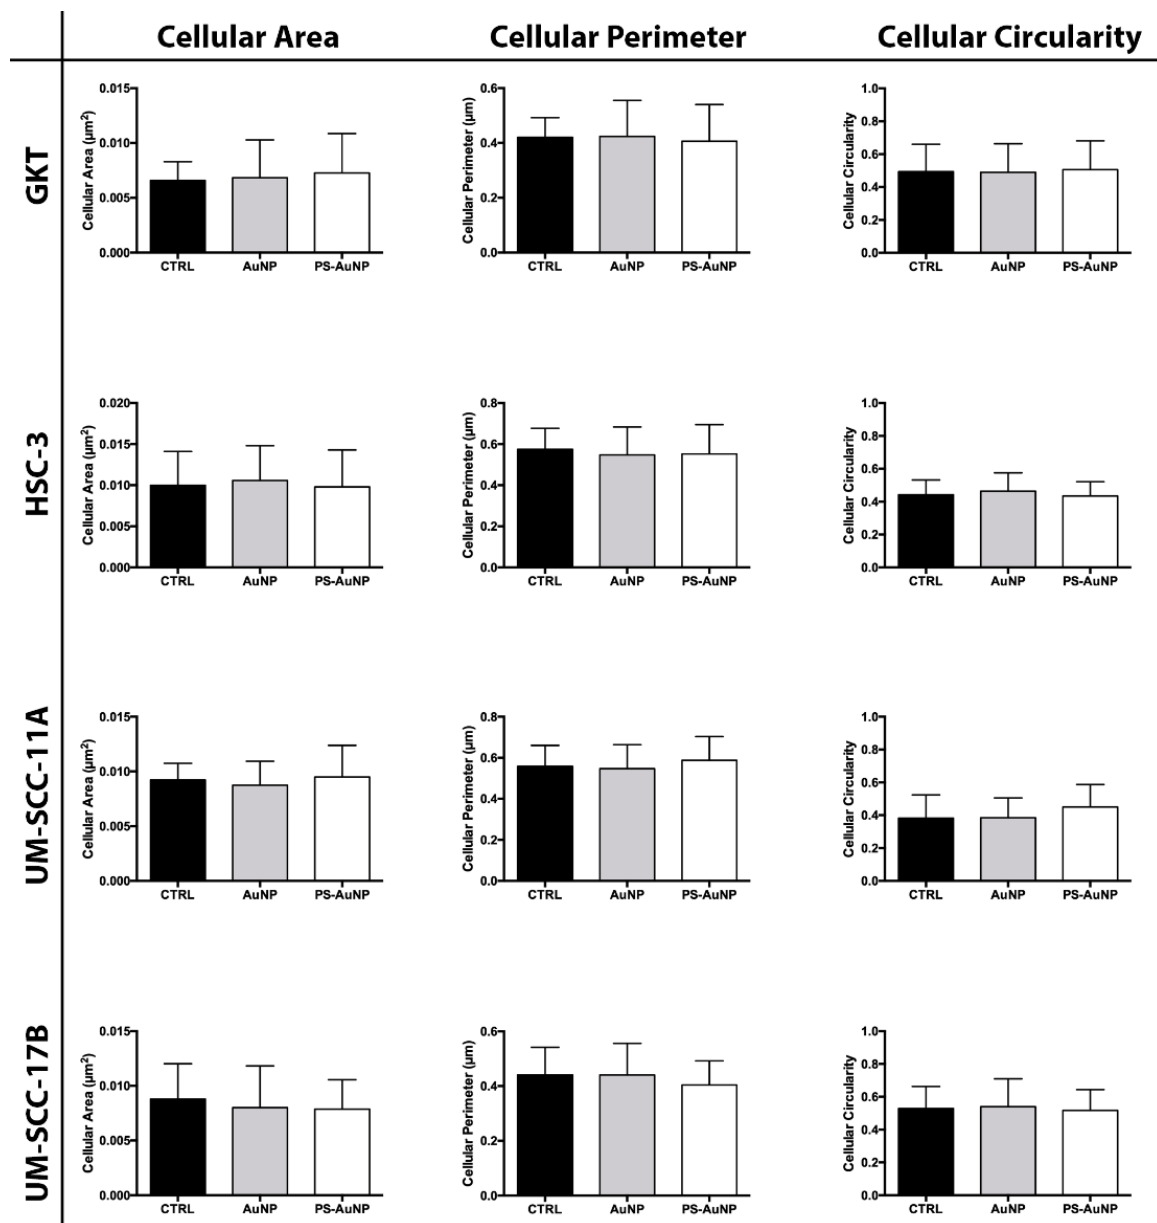 Cellular Area
Cellular Perimeter
Cellular Circularity
GKT
Cellular Area (μm²)
0.015
0.010
0.005
0.000
CTRL
AuNP
PS-AuNP
Cellular Perimeter (μm)
0.6
0.4
0.2
0.0
CTRL
AuNP
PS-AuNP
Cellular Circularity
1.0
0.8
0.6
0.4
0.2
0.0
CTRL
AuNP
PS-AuNP
HSC-3
Cellular Area (μm²)
0.020
0.015
0.010
0.005
0.000
CTRL
AuNP
PS-AuNP
Cellular Perimeter (μm)
0.8
0.6
0.4
0.2
0.0
CTRL
AuNP
PS-AuNP
Cellular Circularity
1.0
0.8
0.6
0.4
0.2
0.0
CTRL
AuNP
PS-AuNP
UM-SCC-11A
Cellular Area (μm²)
0.015
0.010
0.005
0.000
CTRL
AuNP
PS-AuNP
Cellular Perimeter (μm)
0.8
0.6
0.4
0.2
0.0
CTRL
AuNP
PS-AuNP
Cellular Circularity
1.0
0.8
0.6
0.4
0.2
0.0
CTRL
AuNP
PS-AuNP
UM-SCC-17B
Cellular Area (μm²)
0.015
0.010
0.005
0.000
CTRL
AuNP
PS-AuNP
Cellular Perimeter (μm)
0.6
0.4
0.2
0.0
CTRL
AuNP
PS-AuNP
Cellular Circularity
1.0
0.8
0.6
0.4
0.2
0.0
CTRL
AuNP
PS-AuNP